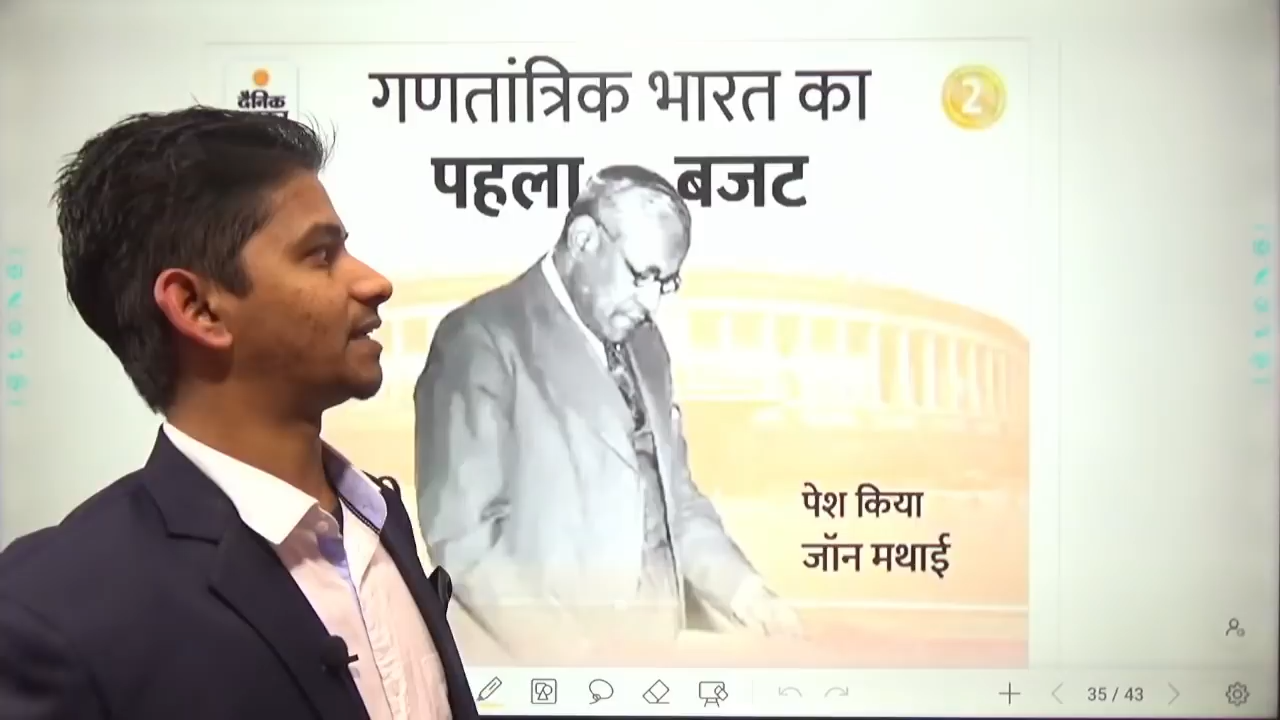 गणतांत्रिक भारत का
2
दैनिक
पहला बजट
पेश किया
जॉन मथाई
35 / 43